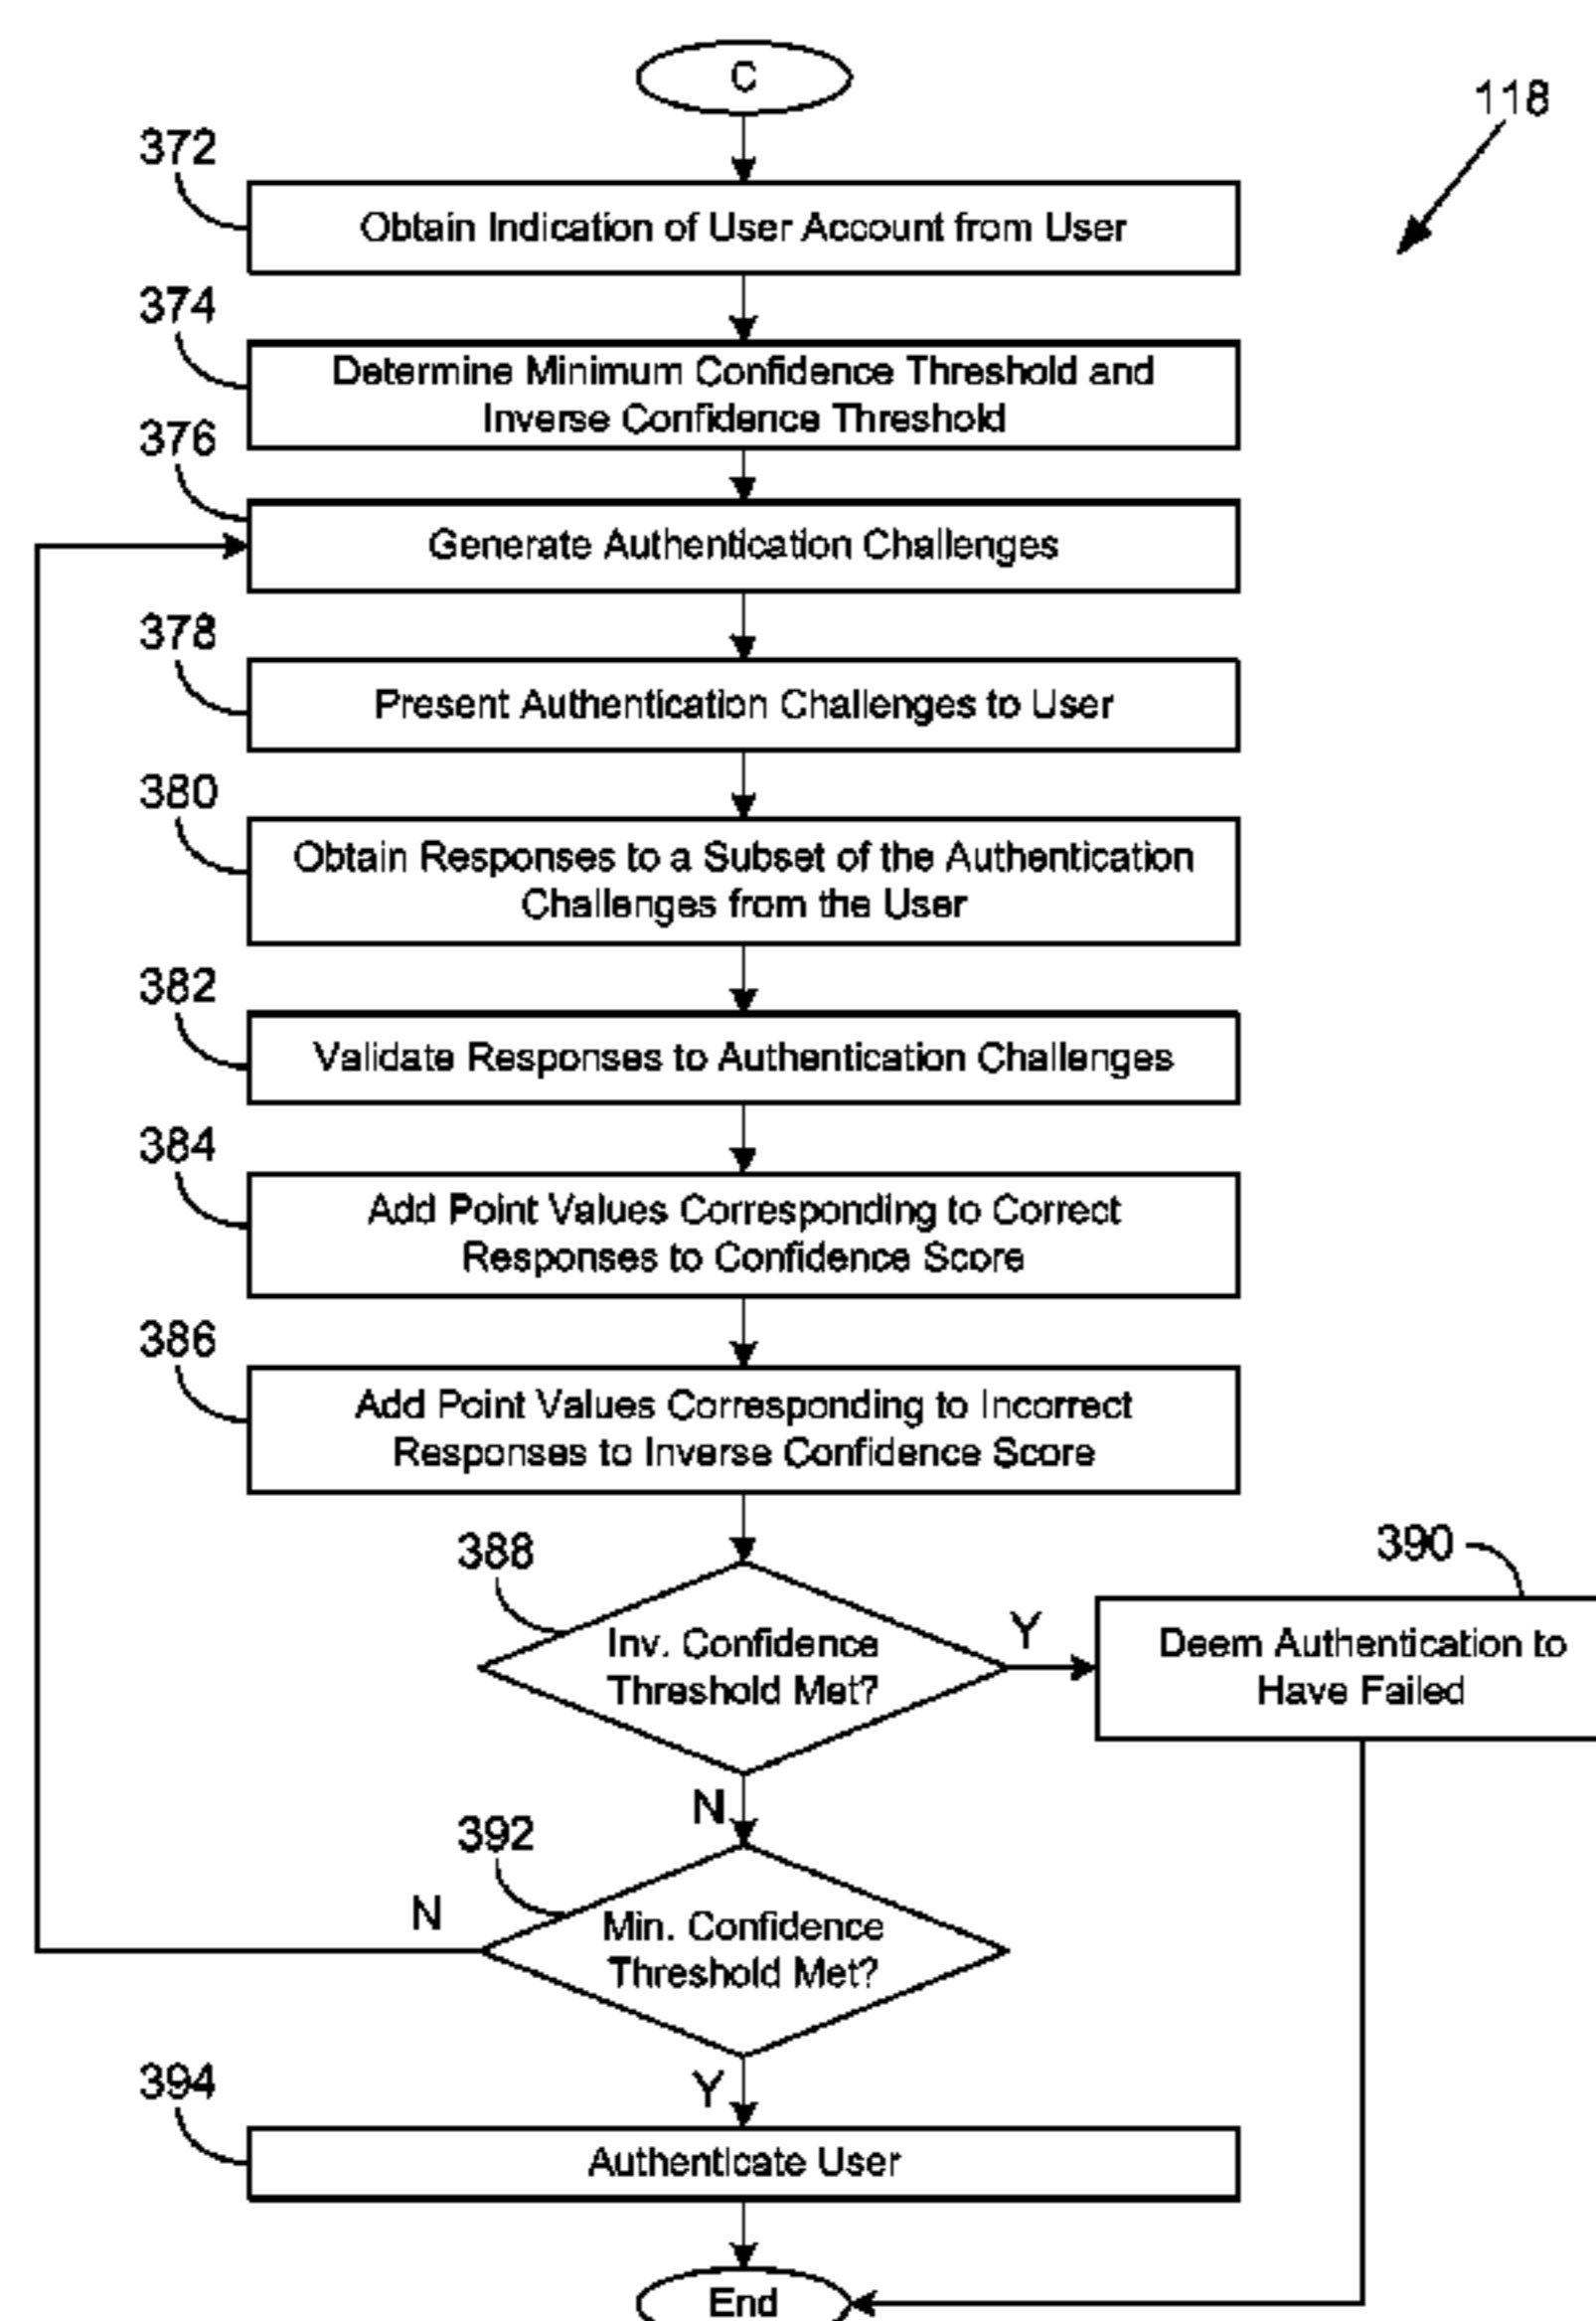 C
118
372
Obtain Indication of User Account from User
374
Determine Minimum Confidence Threshold and
Inverse Confidence Threshold
376
Generate Authentication Challenges
378
Present Authentication Challenges to User
380
Obtain Responses to a Subset of the Authentication
Challenges from the User
382
Validate Responses to Authentication Challenges
384
Add Point Values Corresponding to Correct
Responses to Confidence Score
386
Add Point Values Corresponding to Incorrect
Responses to Inverse Confidence Score
388
Inv. Confidence
Threshold Met?
Y
390
Deem Authentication to
Have Failed
N
392
Min. Confidence
Threshold Met?
N
Y
394
Authenticate User
End